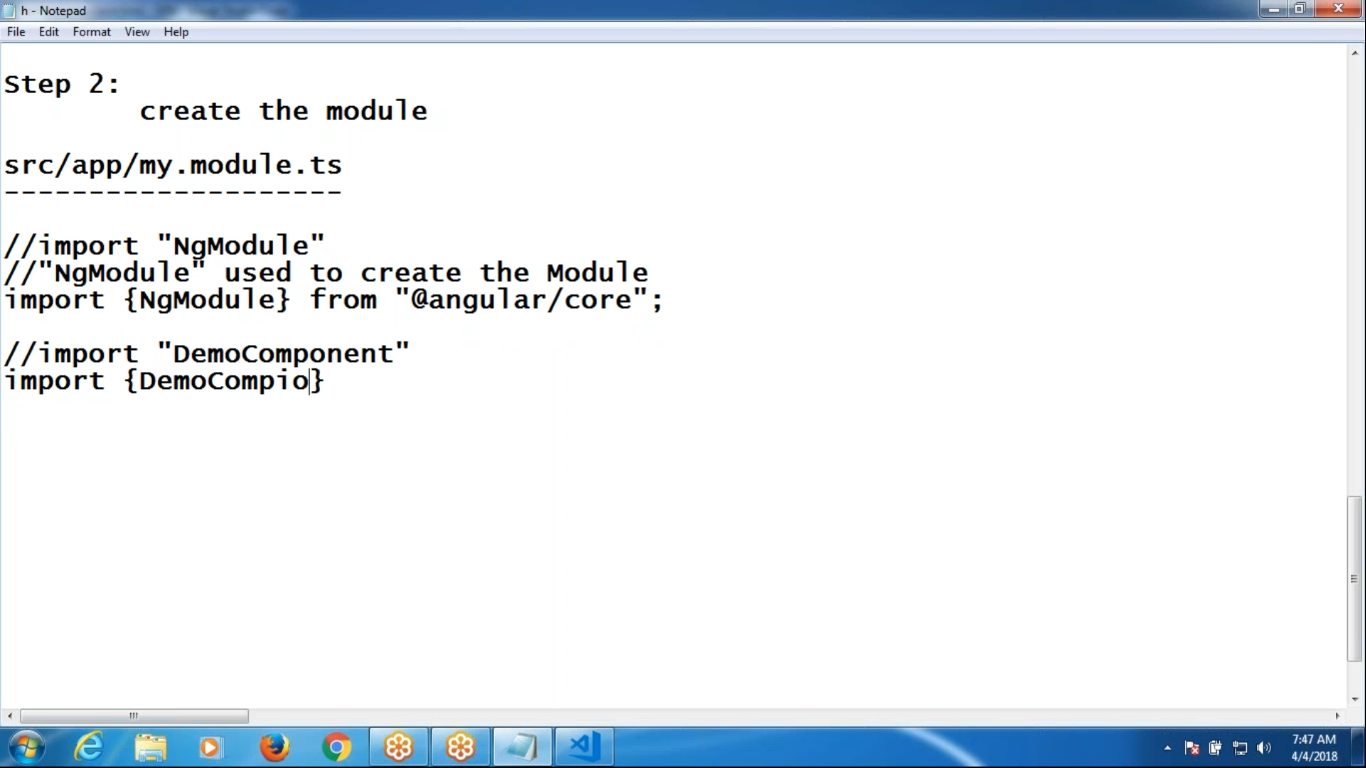 h - Notepad
File Edit Format View Help
Step 2:
create the module
src/app/my.module.ts
--------------------
//import "NgModule"
//"NgModule" used to create the Module
import {NgModule} from "@angular/core";
//import "DemoComponent"
import {DemoCompio}
7:47 AM
4/4/2018